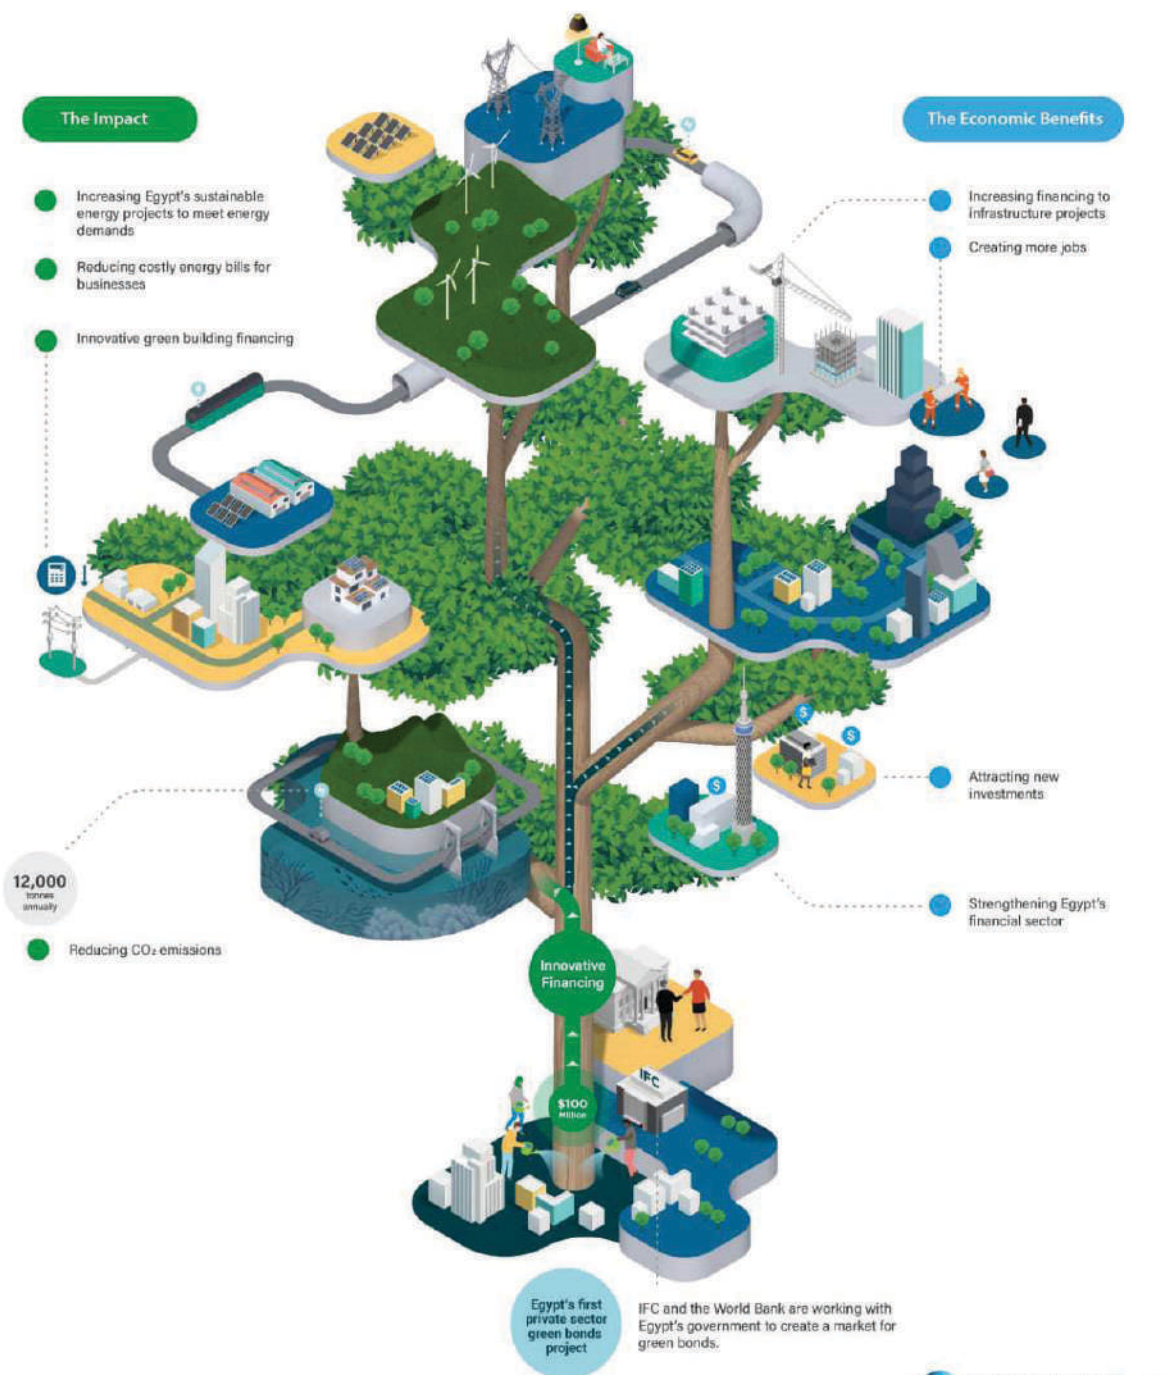 The Impact
Increasing Egypt's sustainable
energy projects to meet energy
demands
Reducing costly energy bills for
businesses
Innovative green building financing
12,000
tonnes
annually
Reducing CO₂ emissions
The Economic Benefits
Increasing financing to
infrastructure projects
Creating more jobs
$
$
$
Attracting new
investments
Strengthening Egypt's
financial sector
Innovative
Financing
IFC
$100
Million
Egypt's first
private sector
green bonds
project
IFC and the World Bank are working with
Egypt's government to create a market for
green bonds.